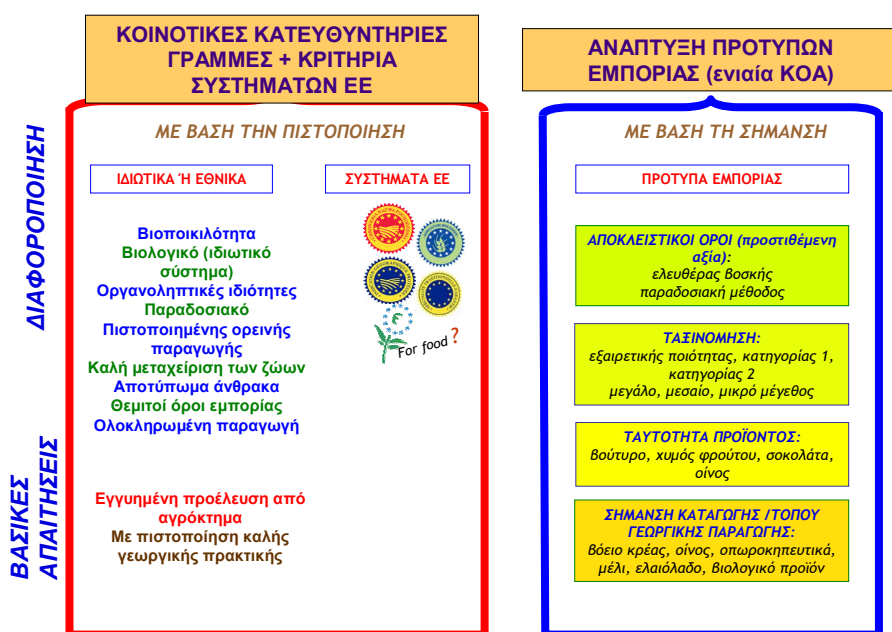 ΚΟΙΝΟΤΙΚΕΣ ΚΑΤΕΥΘΥΝΤΗΡΙΕΣ
ΓΡΑΜΜΕΣ + ΚΡΙΤΗΡΙΑ
ΣΥΣΤΗΜΑΤΩΝ ΕΕ
ΑΝΑΠΤΥΞΗ ΠΡΟΤΥΠΩΝ
ΕΜΠΟΡΙΑΣ (ενιαία ΚΟΑ)
ΔΙΑΦΟΡΟΠΟΙΗΣΗ
ΒΑΣΙΚΕΣ
ΑΠΑΙΤΗΣΕΙΣ
ΜΕ ΒΑΣΗ ΤΗΝ ΠΙΣΤΟΠΟΙΗΣΗ
ΙΔΙΩΤΙΚΑ Ή ΕΘΝΙΚΑ
ΣΥΣΤΗΜΑΤΑ ΕΕ
Βιοποικιλότητα
Βιολογικό (ιδιωτικό
σύστημα)
Οργανοληπτικές ιδιότητες
Παραδοσιακό
Πιστοποιημένης ορεινής
παραγωγής
Καλή μεταχείριση των ζώων
Αποτύπωμα άνθρακα
Θεμιτοί όροι εμπορίας
Ολοκληρωμένη παραγωγή
Εγγυημένη προέλευση από
αγρόκτημα
Με πιστοποίηση καλής
γεωργικής πρακτικής
For food ?
ΜΕ ΒΑΣΗ ΤΗ ΣΗΜΑΝΣΗ
ΠΡΟΤΥΠΑ ΕΜΠΟΡΙΑΣ
ΑΠΟΚΛΕΙΣΤΙΚΟΙ ΟΡΟΙ (προστιθέμενη
αξία):
ελευθέρας βοσκής
παραδοσιακή μέθοδος
ΤΑΞΙΝΟΜΗΣΗ:
εξαιρετικής ποιότητας, κατηγορίας 1,
κατηγορίας 2
μεγάλο, μεσαίο, μικρό μέγεθος
ΤΑΥΤΟΤΗΤΑ ΠΡΟΪΟΝΤΟΣ:
Βούτυρο, χυμός φρούτου, σοκολάτα,
οίνος
ΣΗΜΑΝΣΗ ΚΑΤΑΓΩΓΗΣ /ΤΟΠΟΥ
ΓΕΩΡΓΙΚΗΣ ΠΑΡΑΓΩΓΗΣ:
βόειο κρέας, οίνος, οπωροκηπευτικά,
μέλι, ελαιόλαδο, βιολογικό προϊόν